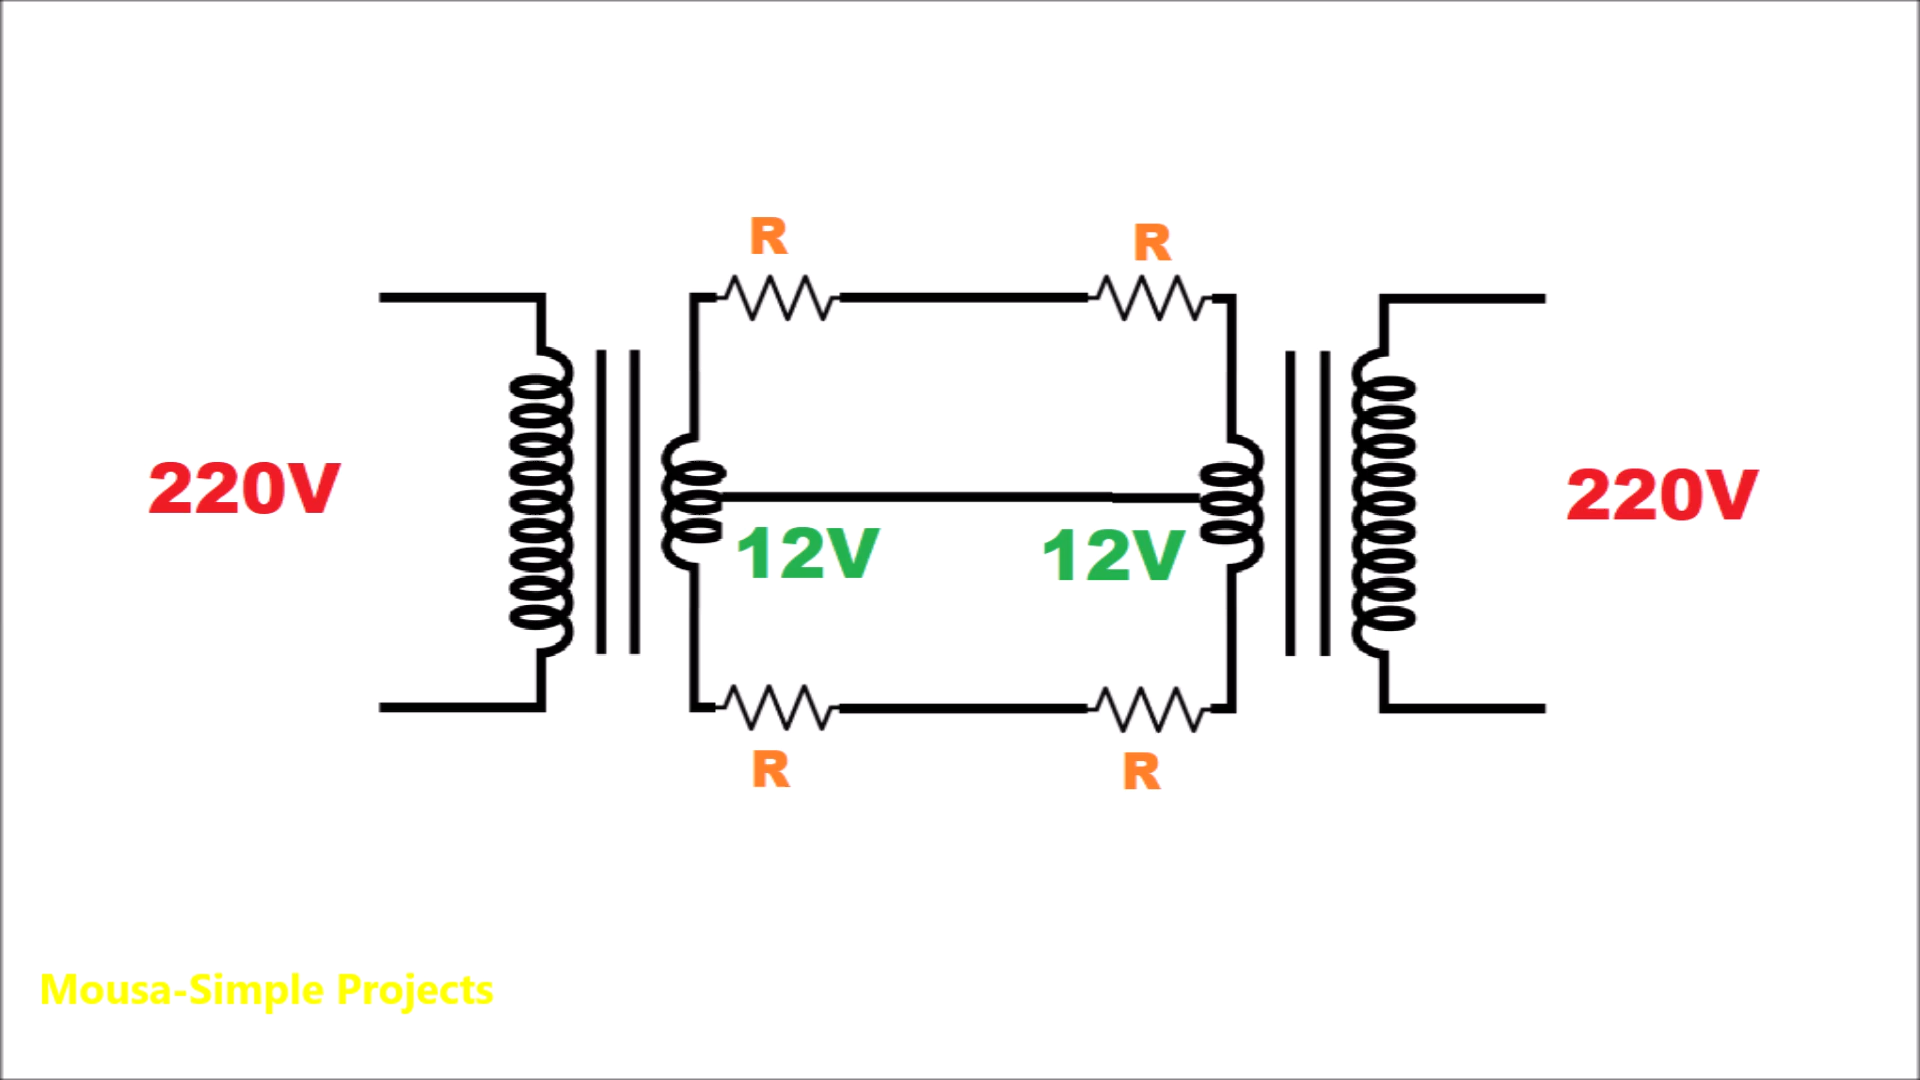 R
R
220V
220V
12V
12V
R
R
Mousa-Simple Projects